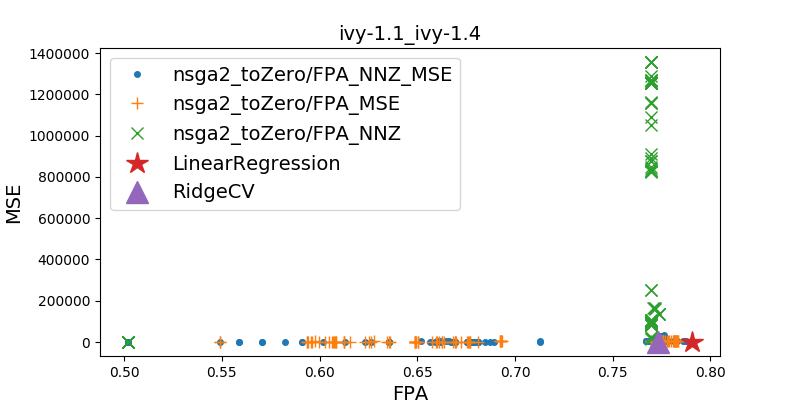 ivy-1.1_ivy-1.4
nsga2_toZero/FPA_NNZ_MSE
nsga2_toZero/FPA_MSE
nsga2_toZero/FPA_NNZ
LinearRegression
RidgeCV
MSE
1400000
1200000
1000000
800000
600000
400000
200000
0
0.50 0.55 0.60 0.65 0.70 0.75 0.80
FPA